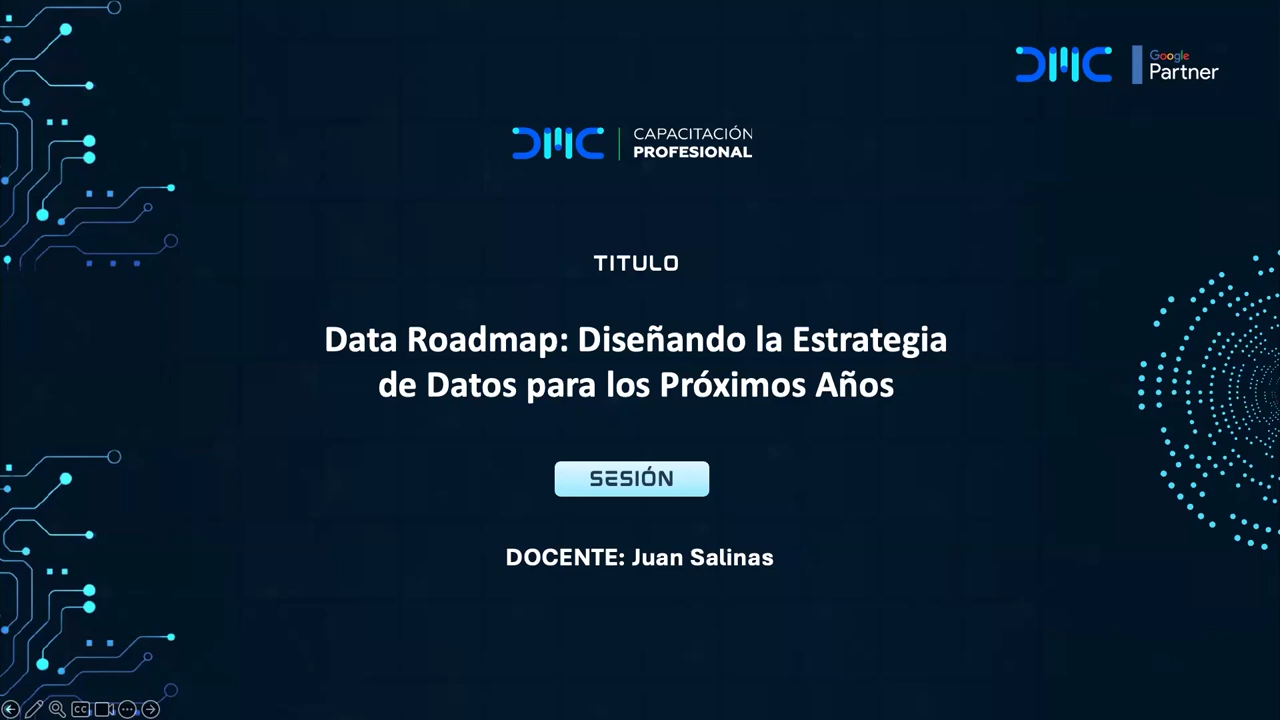 DMC
Google
Partner
DMC
CAPACITACIÓN
PROFESIONAL
TITULO
Data Roadmap: Diseñando la Estrategia
de Datos para los Próximos Años
SESIÓN
DOCENTE: Juan Salinas
CC